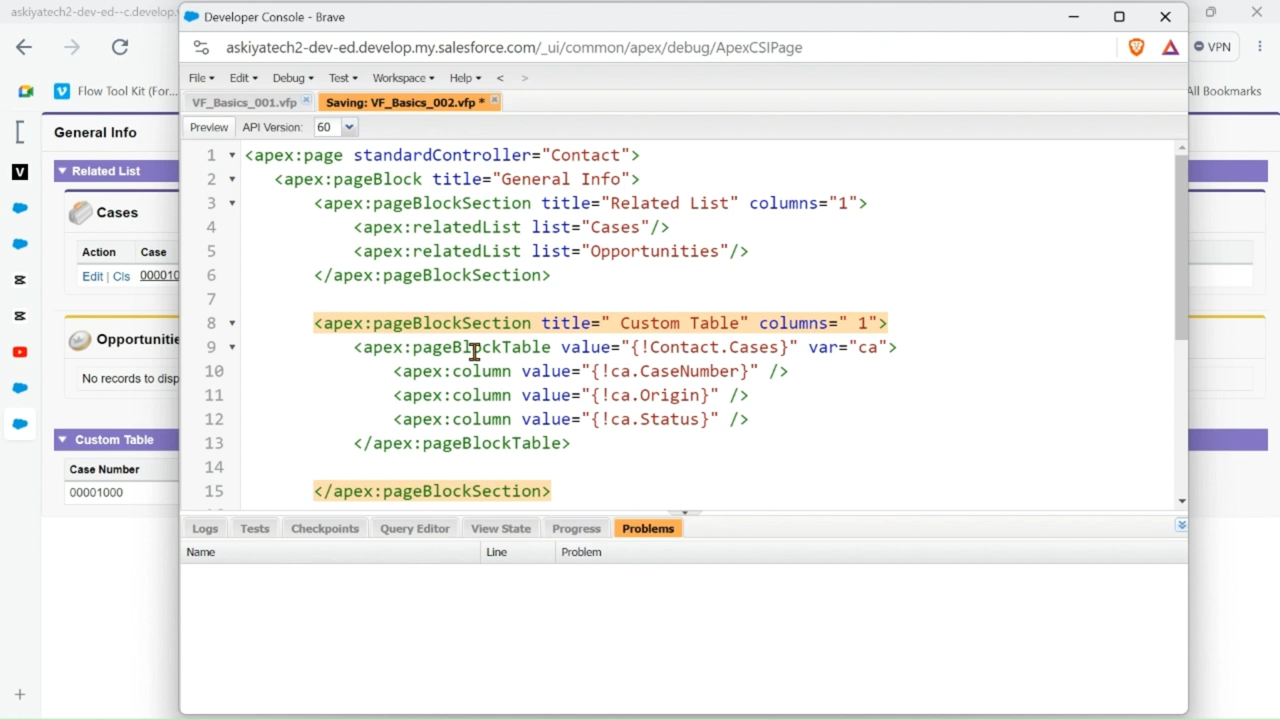 askiyatech2-dev-ed--c.develop.
Developer Console - Brave
askiyatech2-dev-ed.develop.my.salesforce.com/_ui/common/apex/debug/ApexCSIPage
VPN
File Edit Debug Test Workspace Help < >
Flow Tool Kit (For...
All Bookmarks
VF_Basics_001.vfp Saving: VF_Basics_002.vfp *
Preview API Version: 60
General Info
Related List
Cases
Action Case
Edit | Cls 000010
Opportunitie
No records to disp
Custom Table
Case Number
00001000
1 <apex:page standardController="Contact">
2 <apex:pageBlock title="General Info">
3 <apex:pageBlockSection title="Related List" columns="1">
4 <apex:relatedList list="Cases"/>
5 <apex:relatedList list="Opportunities"/>
6 </apex:pageBlockSection>
7
8 <apex:pageBlockSection title=" Custom Table" columns=" 1">
9 <apex:pageBlockTable value="{!Contact.Cases}" var="ca">
10 <apex:column value="{!ca.CaseNumber}" />
11 <apex:column value="{!ca.Origin}" />
12 <apex:column value="{!ca.Status}" />
13 </apex:pageBlockTable>
14
15 </apex:pageBlockSection>
Logs Tests Checkpoints Query Editor View State Progress Problems
Name Line Problem